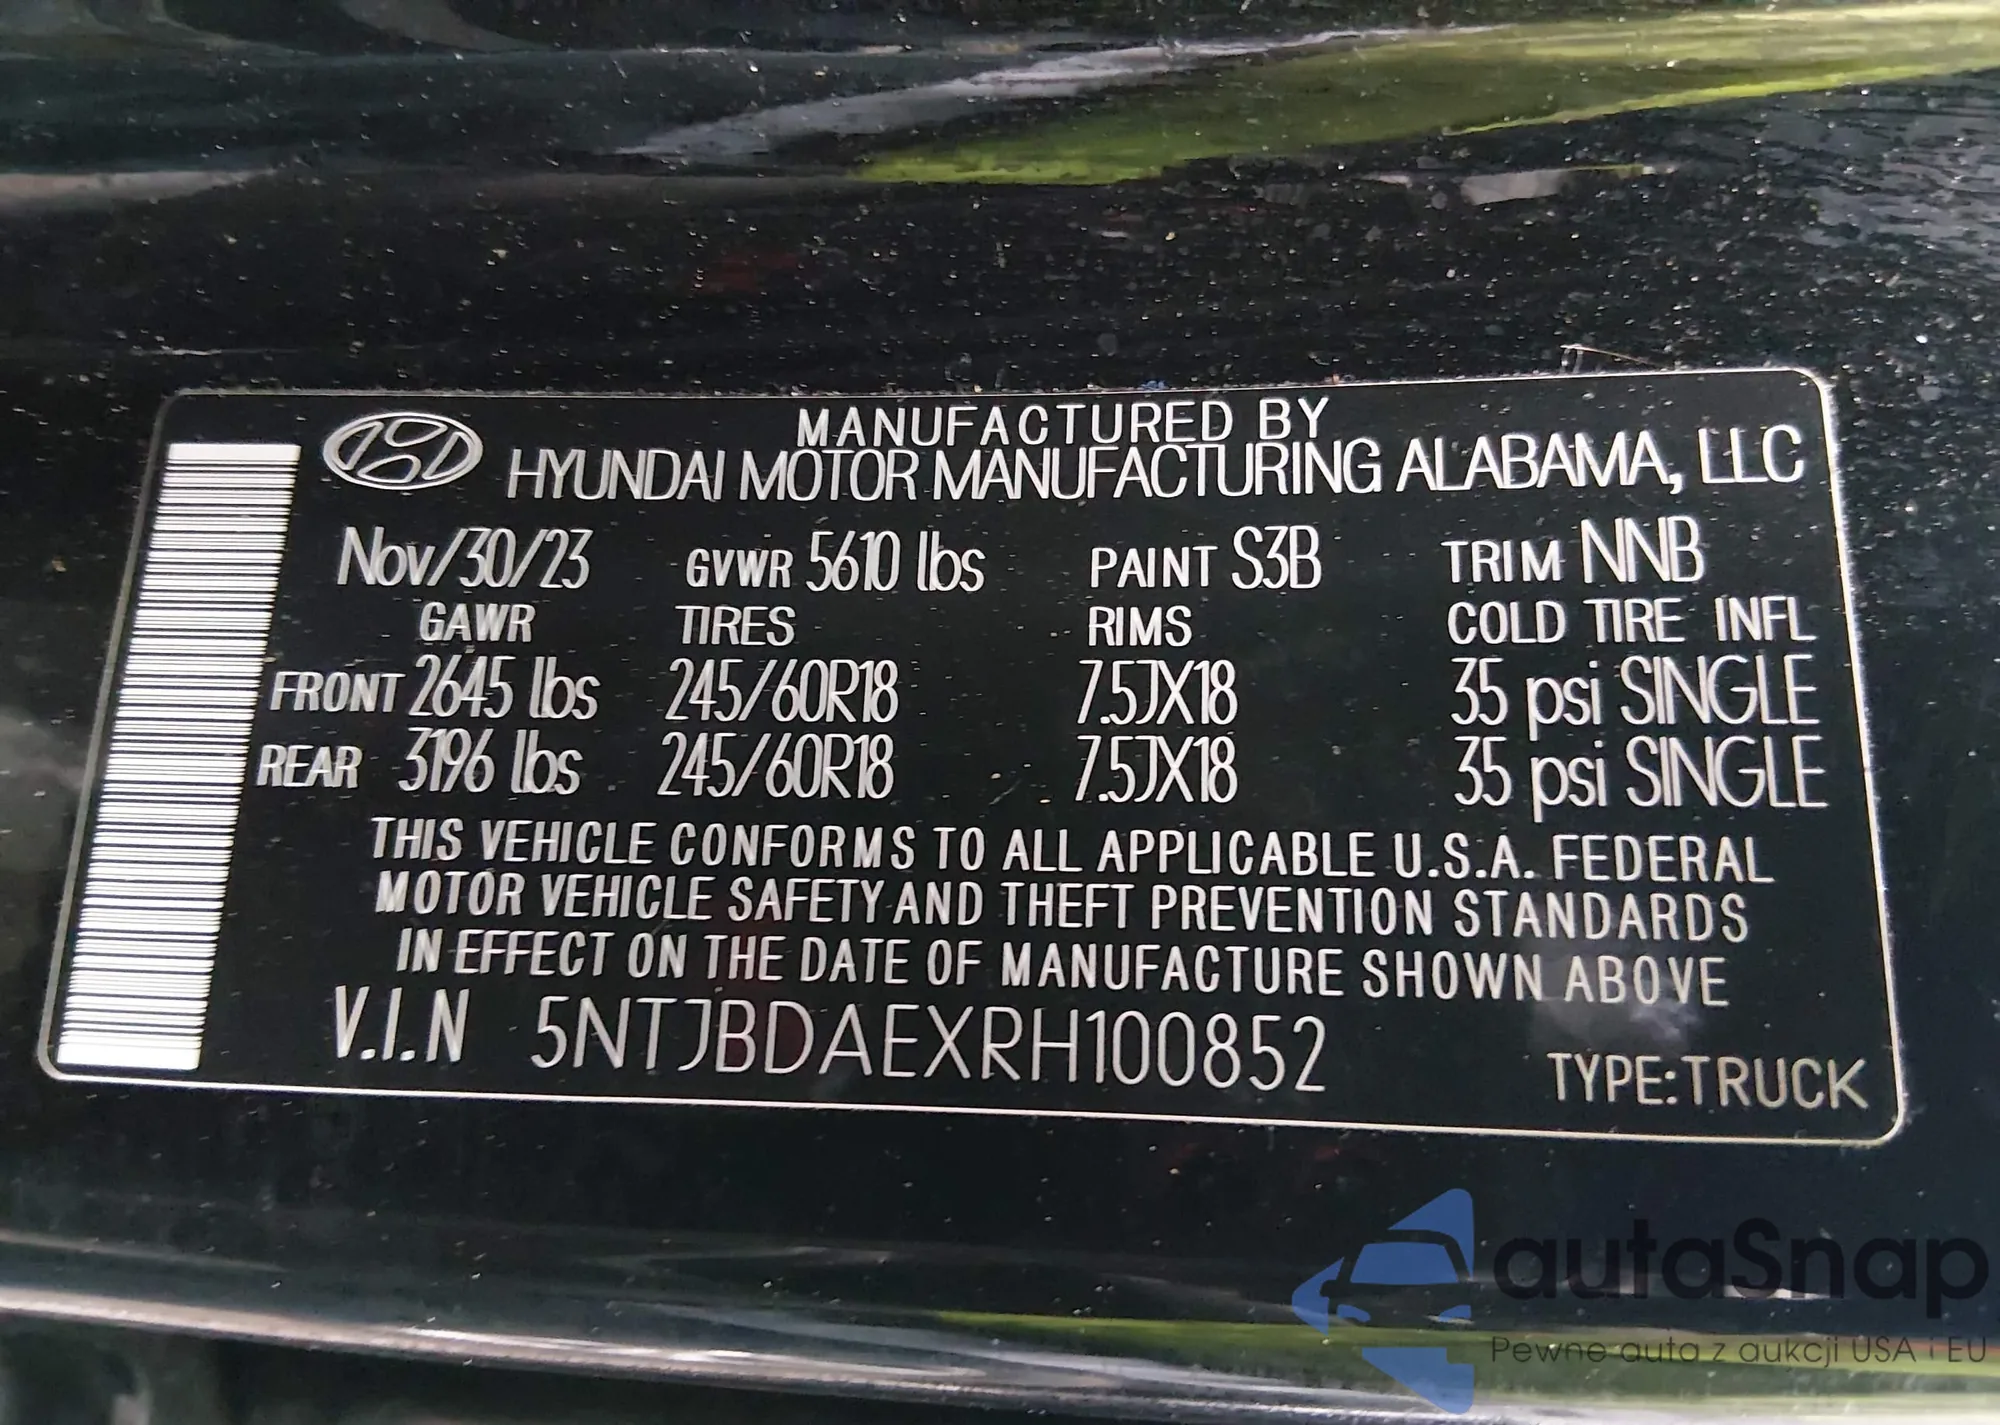 MANUFACTURED BY
HYUNDAI MOTOR MANUFACTURING ALABAMA, LLC
Nov/30/23 GVWR 5610 lbs PAINT S3B TRIM NNB
GAWR TIRES RIMS COLD TIRE INFL
FRONT 2645 lbs 245/60R18 7.5JX18 35 psi SINGLE
REAR 3196 lbs 245/60R18 7.5JX18 35 psi SINGLE
THIS VEHICLE CONFORMS TO ALL APPLICABLE U.S.A. FEDERAL
MOTOR VEHICLE SAFETY AND THEFT PREVENTION STANDARDS
IN EFFECT ON THE DATE OF MANUFACTURE SHOWN ABOVE
V.I.N 5NTJBDAEXRH100852
TYPE:TRUCK
autaSnap
Pewne auta z aukcji USA i EU